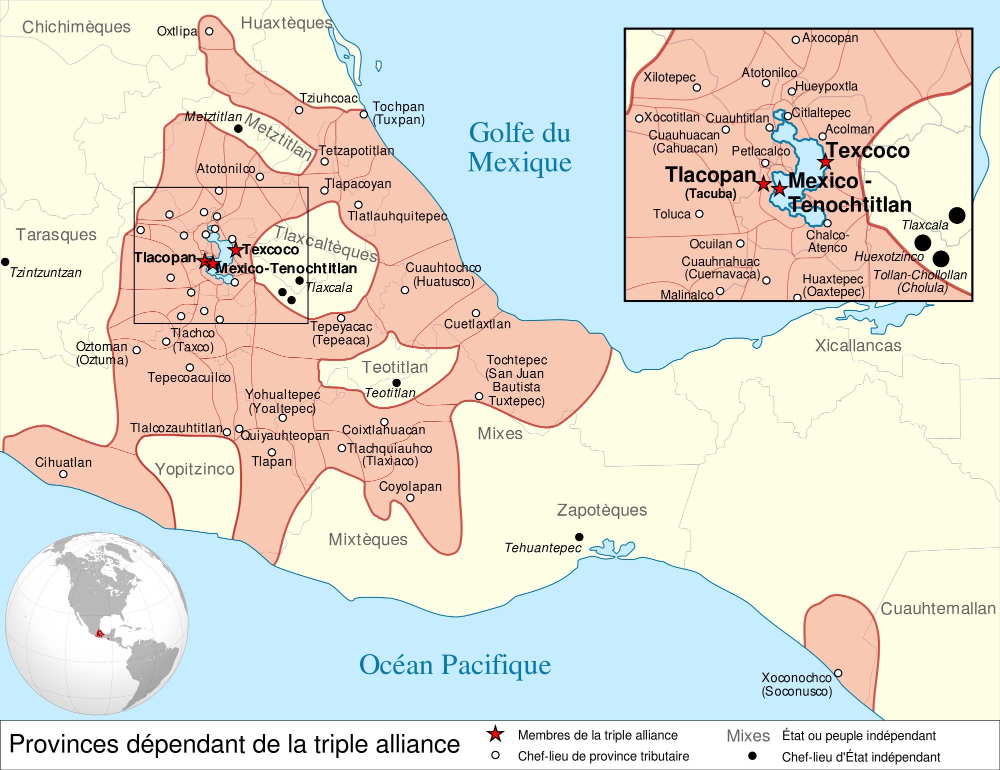 Chichimèques
Huaxtèques
Oxtlipa
Tziuhcoac
Tochpan
(Tuxpan)
Metztitlan
Metztitlan
Golfe du
Mexique
Tetzapotitlan
Atotonilco
Tlapacoyan
Tlatlauhquitepec
Tarasques
Tlaxcaltèques
Texcoco
Tlacopan
Mexico-Tenochtitlan
Tzintzuntzan
Tlaxcala
Cuauhtochco
(Huatusco)
Cuetlaxtlan
Tepeyacac
(Tepeaca)
Tlachco
(Taxco)
Oztoman
(Oztuma)
Tepecoacuilco
Teotitlan
Teotitlan
Tochtepec
(San Juan
Bautista
Tuxtepec)
Yohualtepec
(Yoaltepec)
Tlalcozauhtitlan
Quiyauhteopan
Coixtlahuacan
Tlachquiauhco
(Tlaxiaco)
Tlapan
Mixes
Cihuatlan
Yopitzinco
Coyolapan
Mixtèques
Zapotèques
Tehuantepec
Xicallancas
Cuauhtemallan
Océan Pacifique
Xoconochco
(Soconusco)
Axocopan
Xilotepec
Atotonilco
Hueypoxtla
Xocotitlan
Cuauhtitlan
Citlaltepec
Cuauhuacan
(Cahuacan)
Acolman
Petlacalco
Texcoco
Tlacopan
(Tacuba)
Mexico -
Tenochtitlan
Toluca
Tlaxcala
Chalco-
Atenco
Ocuilan
Huexotzinco
Cuauhnahuac
(Cuernavaca)
Tollan-Chollollan
(Cholula)
Huaxtepec
(Oaxtepec)
Malinalco
Provinces dépendant de la triple alliance
Membres de la triple alliance
Chef-lieu de province tributaire
Mixes
État ou peuple indépendant
Chef-lieu d'État indépendant